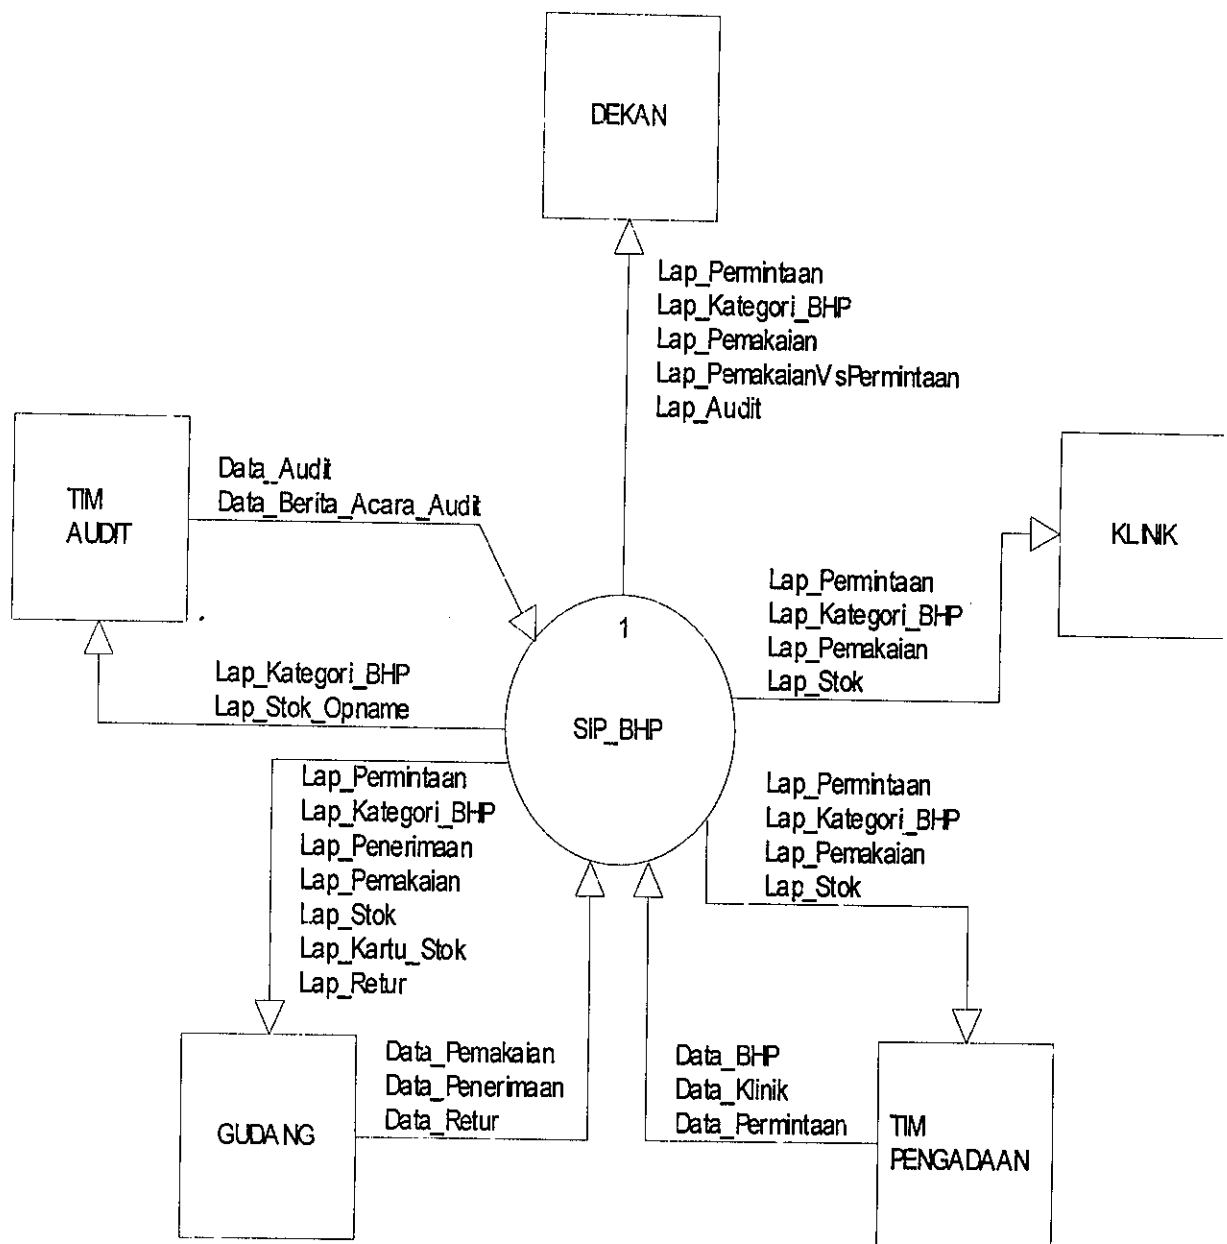 DEKAN
Lap_Permintaan
Lap_Kategori_BHP
Lap_Pemakaian
Lap_PemakaianVsPermintaan
Lap_Audit
TIM
AUDIT
Data_Audit
Data_Berita_Acara_Audit
KLINIK
Lap_Permintaan
Lap_Kategori_BHP
Lap_Pemakaian
Lap_Stok
1
SIP_BHP
Lap_Kategori_BHP
Lap_Stok_Opname
Lap_Permintaan
Lap_Kategori_BHP
Lap_Penerimaan
Lap_Pemakaian
Lap_Stok
Lap_Kartu_Stok
Lap_Retur
Lap_Permintaan
Lap_Kategori_BHP
Lap_Pemakaian
Lap_Stok
GUDANG
Data_Pemakaian
Data_Penerimaan
Data_Retur
Data_BHP
Data_Klinik
Data_Permintaan
TIM
PENGADAAN